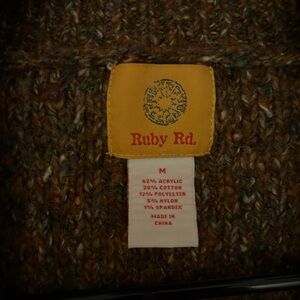 Ruby Rd.
M
62% ACRYLIC
20% COTTON
12% POLYESTER
5% NYLON
1% SPANDEX
MADE IN
CHINA